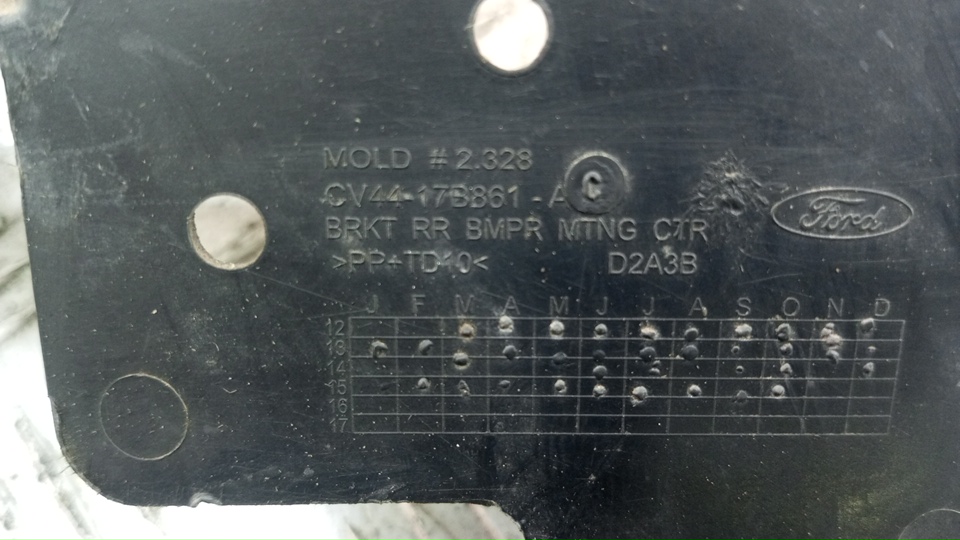 MOLD # 2.328
CV44-17B861-AC
BRKT RR BMPR MTNG CTR
Ford
>PP+TD10< D2A3B
J F M A M J J A S O N D
12
13
14
15
16
17